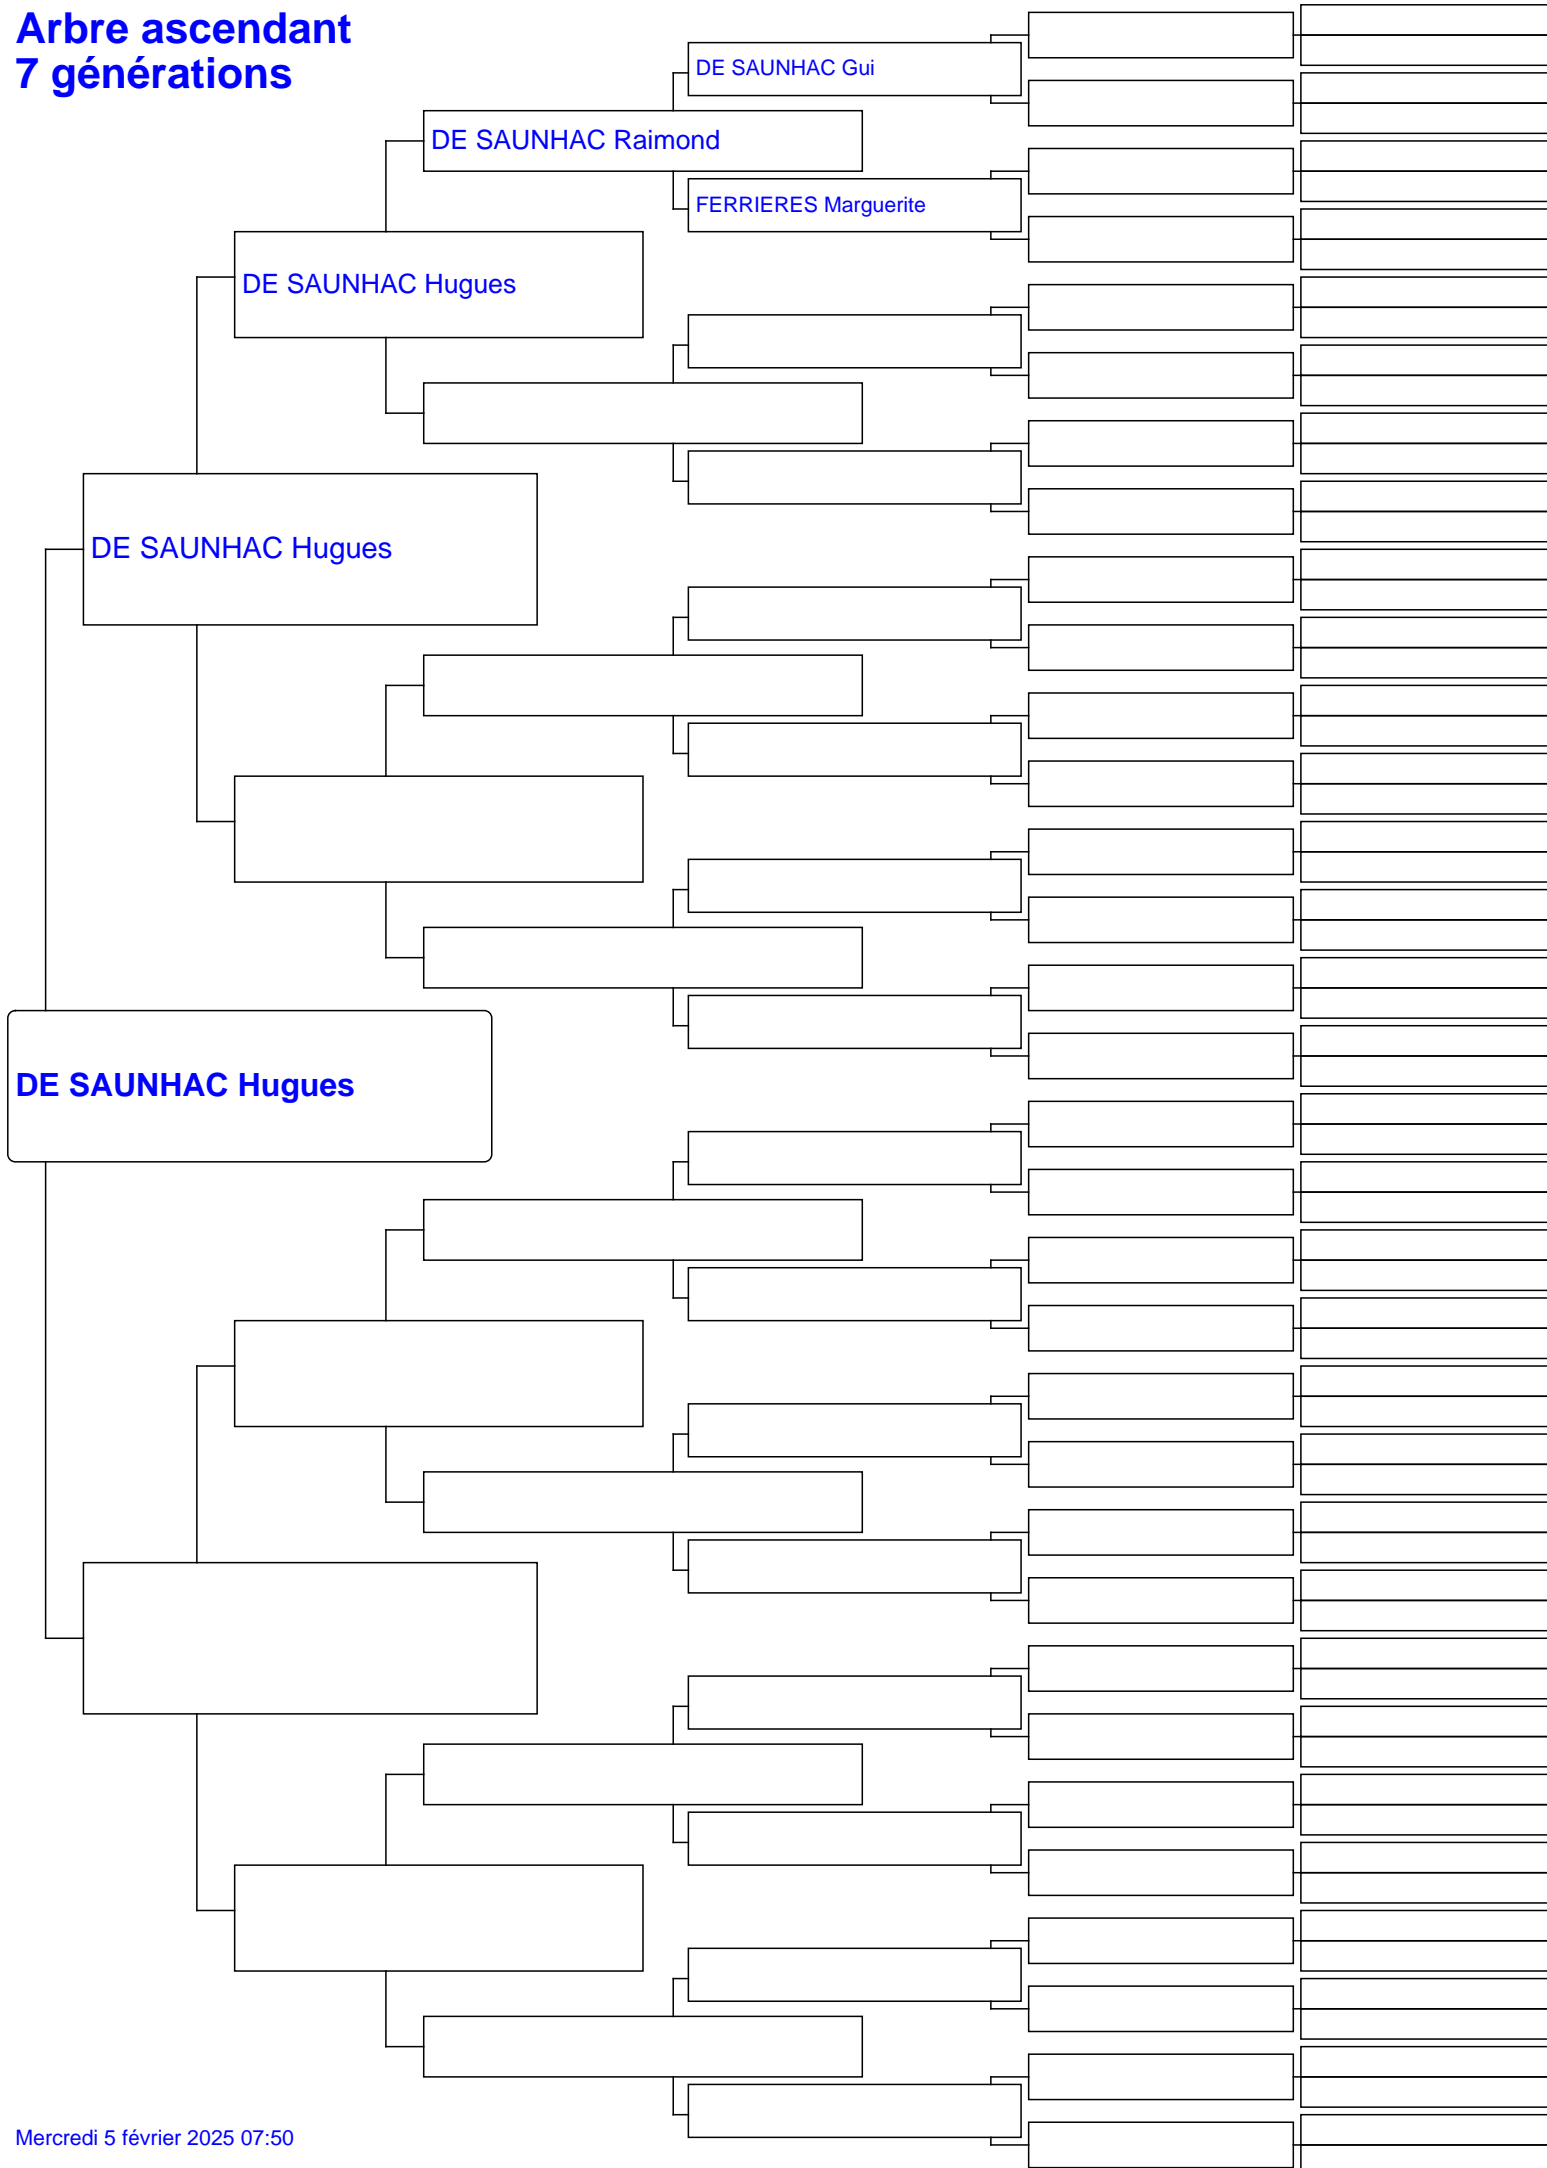 Arbre ascendant
7 générations
DE SAUNHAC Gui
DE SAUNHAC Raimond
FERRIERES Marguerite
DE SAUNHAC Hugues
DE SAUNHAC Hugues
DE SAUNHAC Hugues
Mercredi 5 février 2025 07:50